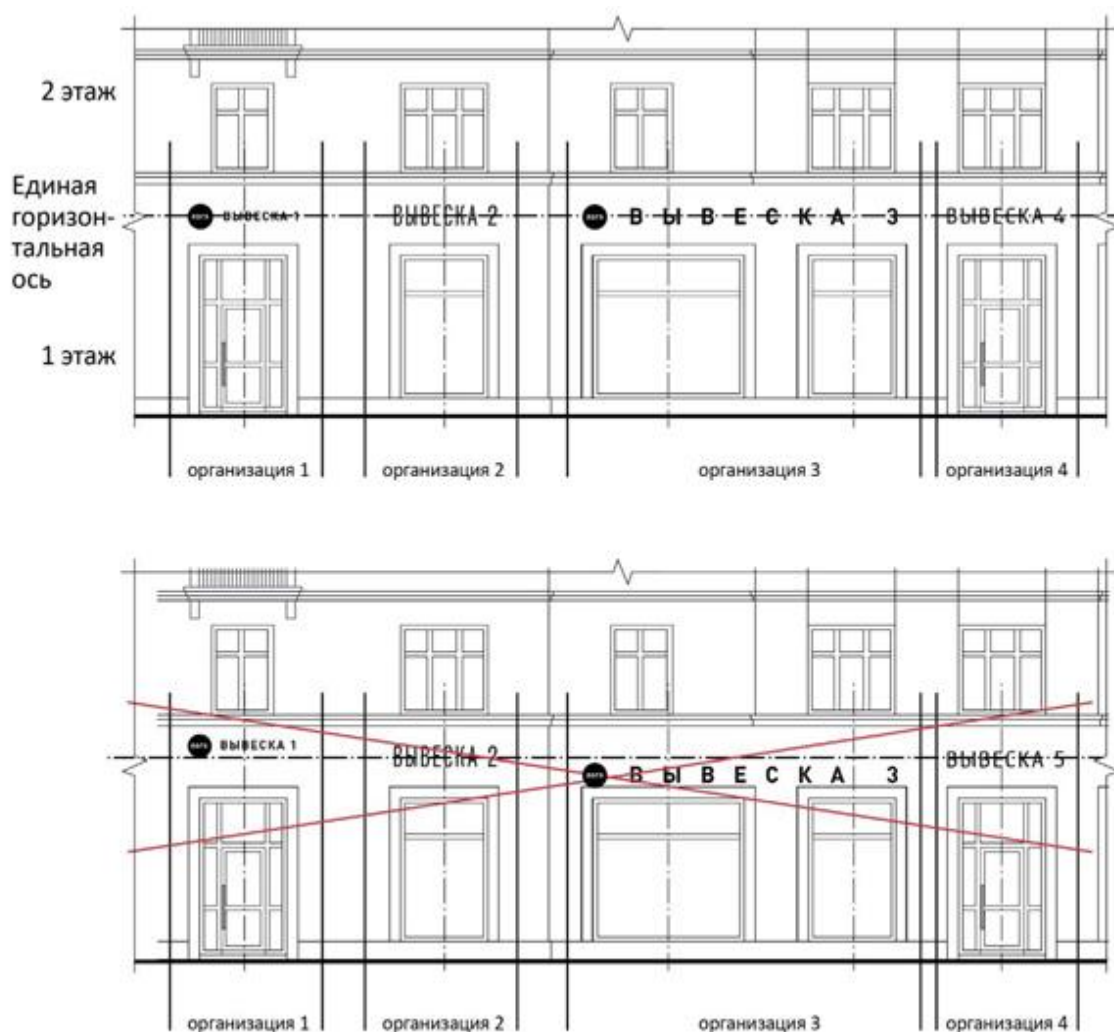 2 этаж
Единая
горизон-
тальная
ось
ВЫВЕСКА 1
ВЫВЕСКА 2
ВЫВЕСКА 3
ВЫВЕСКА 4
1 этаж
организация 1
организация 2
организация 3
организация 4
ВЫВЕСКА 1
ВЫВЕСКА 2
ВЫВЕСКА 3
ВЫВЕСКА 5
организация 1
организация 2
организация 3
организация 4